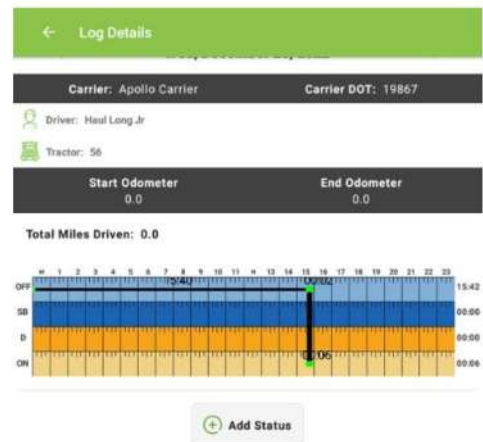 Log Details
Carrier: Apollo Carrier Carrier DOT: 19867
Driver: Haul Long Jr
Tractor: 56
Start Odometer End Odometer
0.0 0.0
Total Miles Driven: 0.0
M 1 2 3 4 5 6 7 8 9 10 11 N 13 14 15 16 17 18 19 20 21 22 23
OFF 15:40 00:02 15:42
SB 00:00
D 00:00
ON 00:06 00:06
Add Status